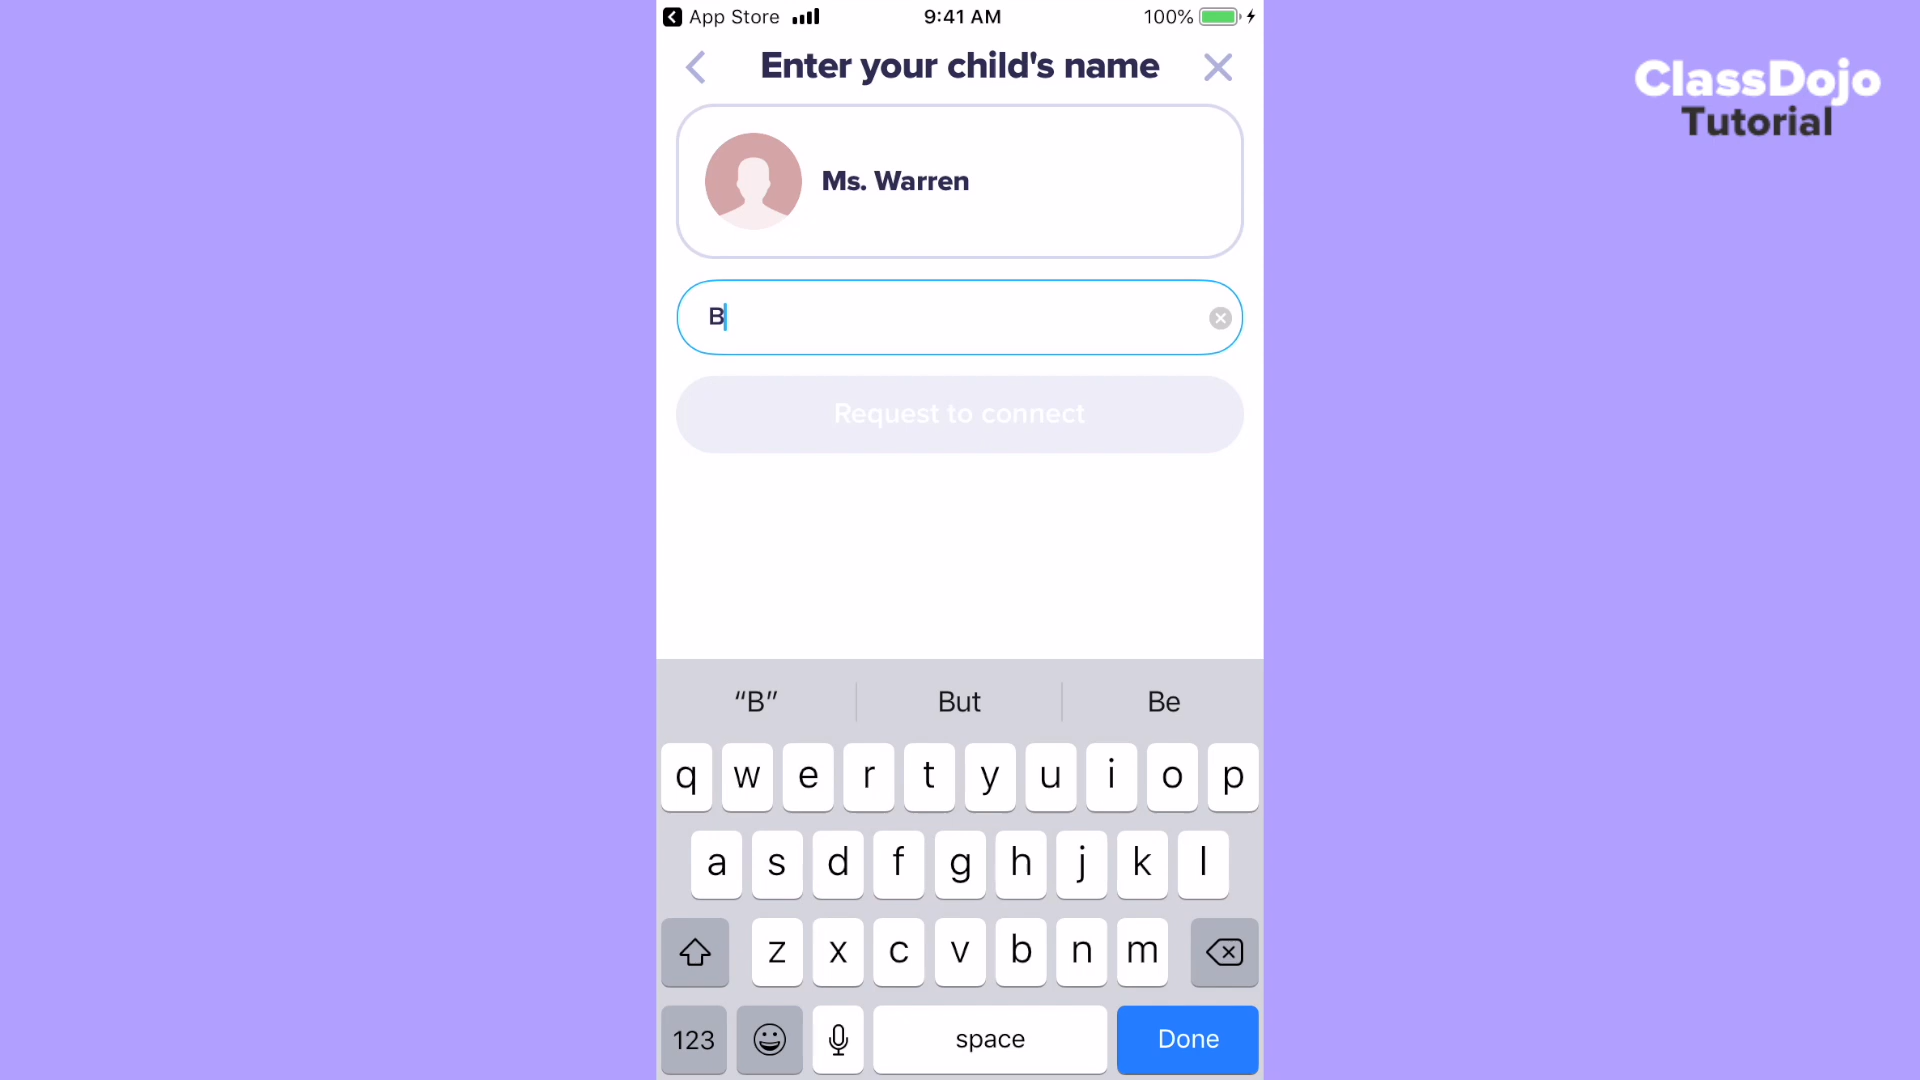 App Store 9:41 AM 100%
ClassDojo
Tutorial
Enter your child's name
Ms. Warren
B
Request to connect
“B” But Be
q w e r t y u i o p
a s d f g h j k l
z x c v b n m
123 space Done